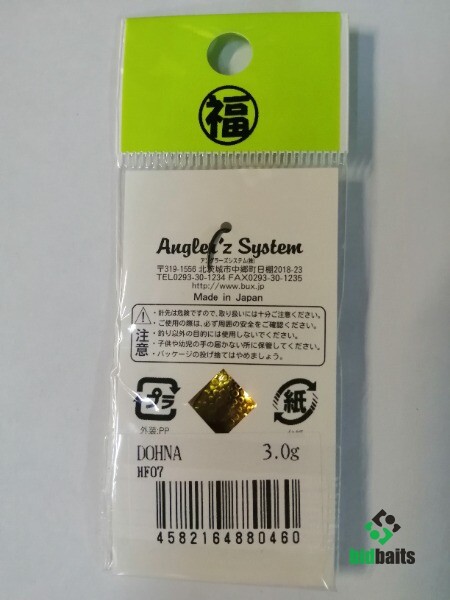 福
Angler'z System
アングラーズシステム(株)
〒319-1556 北茨城市中郷町日棚2018-23
TEL0293-30-1234 FAX0293-30-1235
http://www.bux.jp
Made in Japan
注意
・針先は危険ですので、取り扱いには十分ご注意ください。
・ご使用の際は、必ず周囲の安全をご確認ください。
・釣り以外の目的には使用しないでください。
・子供や幼児の手の届かない所に保管してください。
・パッケージの投げ捨てはやめましょう。
プラ
紙
外装:PP
DOHNA 3.0g
HF07
4582164880460
bidbaits